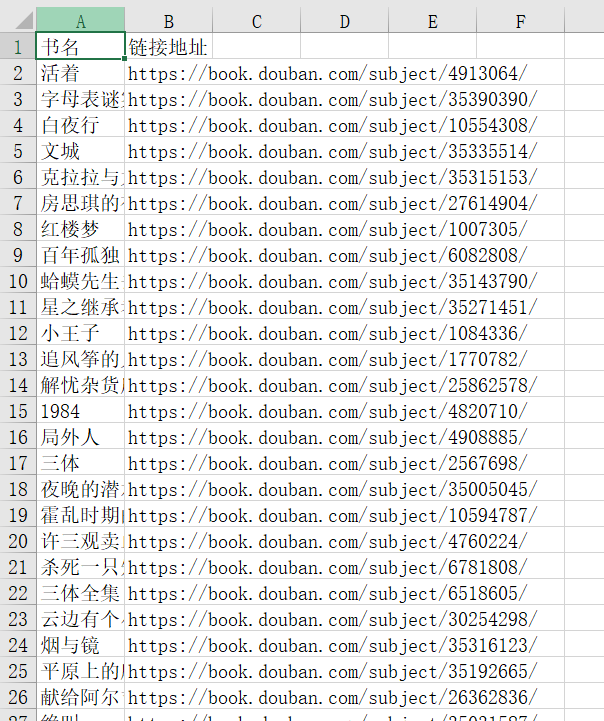 A B C D E F
1 书名 链接地址
2 活着 https://book.douban.com/subject/4913064/
3 字母表谜 https://book.douban.com/subject/35390390/
4 白夜行 https://book.douban.com/subject/10554308/
5 文城 https://book.douban.com/subject/35335514/
6 克拉拉与 https://book.douban.com/subject/35315153/
7 房思琪的 https://book.douban.com/subject/27614904/
8 红楼梦 https://book.douban.com/subject/1007305/
9 百年孤独 https://book.douban.com/subject/6082808/
10 蛤蟆先生 https://book.douban.com/subject/35143790/
11 星之继承 https://book.douban.com/subject/35271451/
12 小王子 https://book.douban.com/subject/1084336/
13 追风筝的 https://book.douban.com/subject/1770782/
14 解忧杂货 https://book.douban.com/subject/25862578/
15 1984 https://book.douban.com/subject/4820710/
16 局外人 https://book.douban.com/subject/4908885/
17 三体 https://book.douban.com/subject/2567698/
18 夜晚的潜 https://book.douban.com/subject/35005045/
19 霍乱时期 https://book.douban.com/subject/10594787/
20 许三观卖 https://book.douban.com/subject/4760224/
21 杀死一只 https://book.douban.com/subject/6781808/
22 三体全集 https://book.douban.com/subject/6518605/
23 云边有个 https://book.douban.com/subject/30254298/
24 烟与镜 https://book.douban.com/subject/35316123/
25 平原上的 https://book.douban.com/subject/35192665/
26 献给阿尔 https://book.douban.com/subject/26362836/